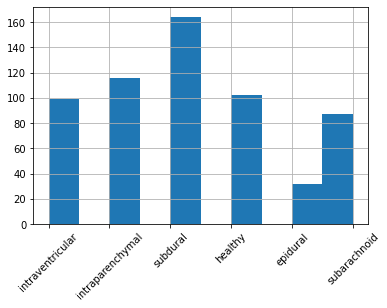 160
140
120
100
80
60
40
20
0
intraventricular
intraparenchymal
subdural
healthy
epidural
subarachnoid